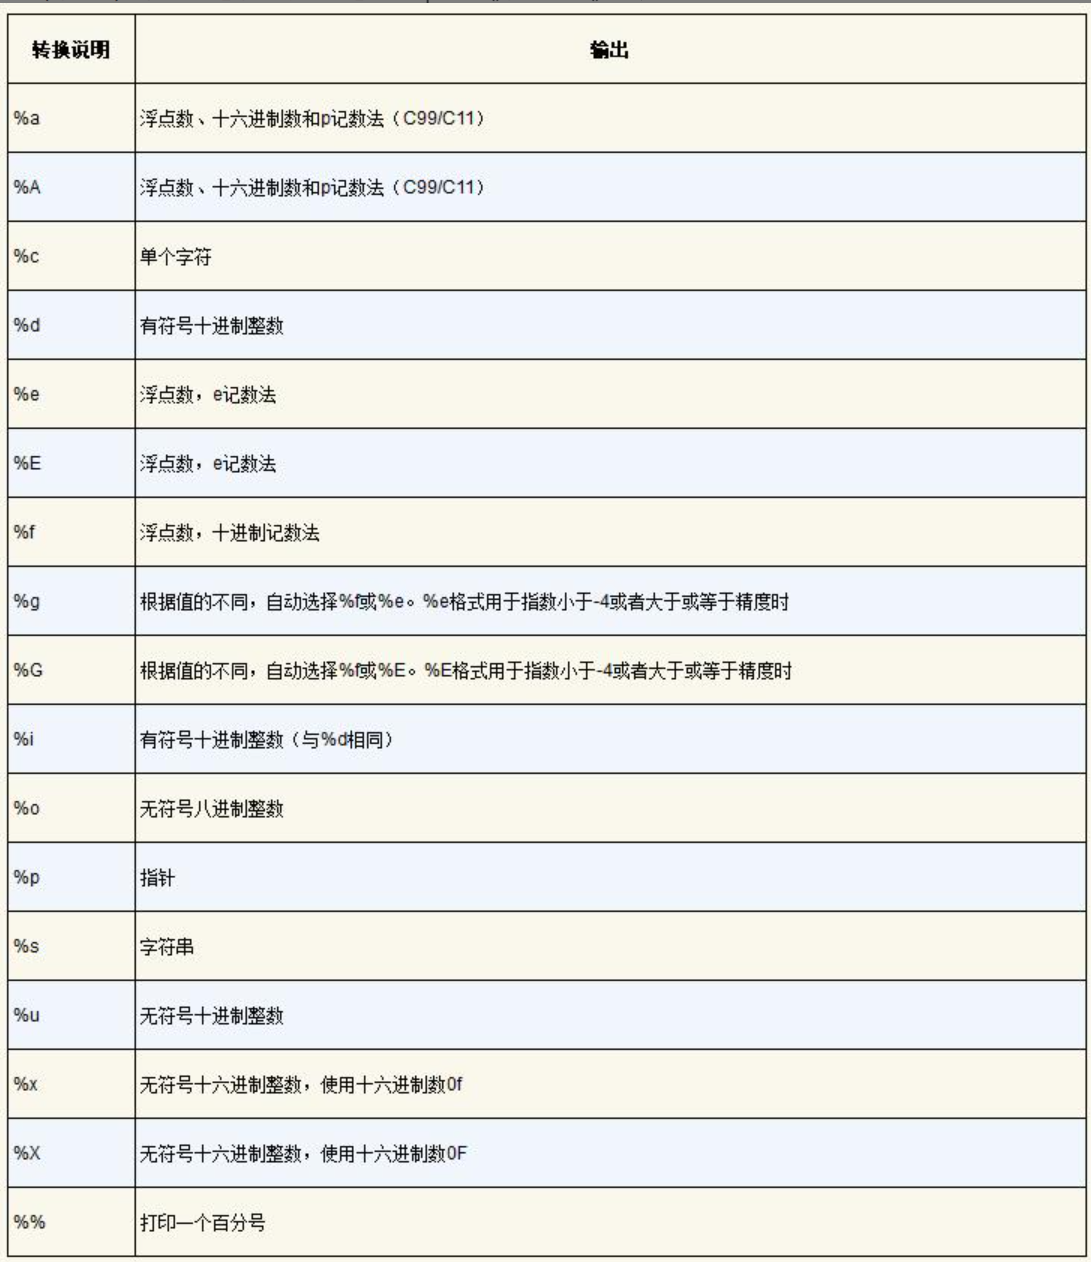 转换说明 输出
%a 浮点数、十六进制数和p记数法（C99/C11）
%A 浮点数、十六进制数和p记数法（C99/C11）
%c 单个字符
%d 有符号十进制整数
%e 浮点数，e记数法
%E 浮点数，e记数法
%f 浮点数，十进制记数法
%g 根据值的不同，自动选择%f或%e。%e格式用于指数小于-4或者大于或等于精度时
%G 根据值的不同，自动选择%f或%E。%E格式用于指数小于-4或者大于或等于精度时
%i 有符号十进制整数（与%d相同）
%o 无符号八进制整数
%p 指针
%s 字符串
%u 无符号十进制整数
%x 无符号十六进制整数，使用十六进制数0f
%X 无符号十六进制整数，使用十六进制数0F
%% 打印一个百分号